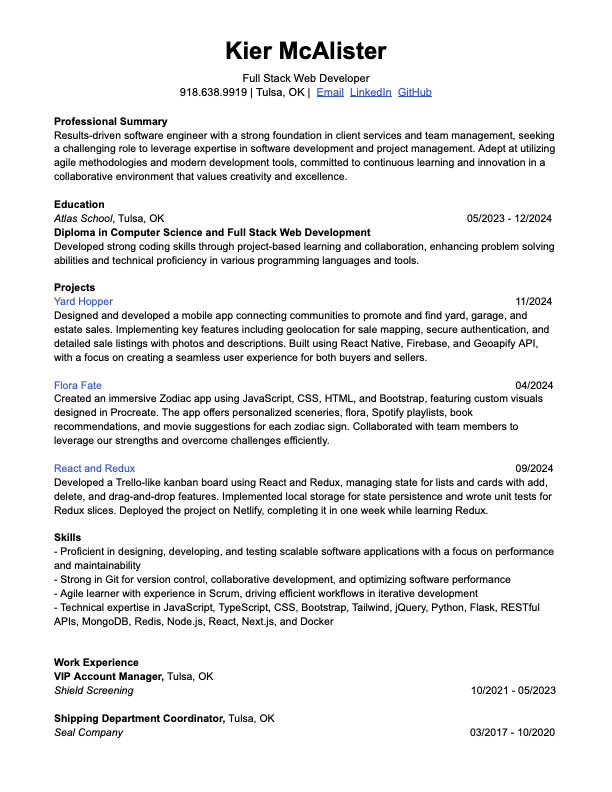 Kier McAlister
Full Stack Web Developer
918.638.9919 | Tulsa, OK | Email LinkedIn GitHub
Professional Summary
Results-driven software engineer with a strong foundation in client services and team management, seeking
a challenging role to leverage expertise in software development and project management. Adept at utilizing
agile methodologies and modern development tools, committed to continuous learning and innovation in a
collaborative environment that values creativity and excellence.
Education
Atlas School, Tulsa, OK 05/2023 - 12/2024
Diploma in Computer Science and Full Stack Web Development
Developed strong coding skills through project-based learning and collaboration, enhancing problem solving
abilities and technical proficiency in various programming languages and tools.
Projects
Yard Hopper 11/2024
Designed and developed a mobile app connecting communities to promote and find yard, garage, and
estate sales. Implementing key features including geolocation for sale mapping, secure authentication, and
detailed sale listings with photos and descriptions. Built using React Native, Firebase, and Geoapify API,
with a focus on creating a seamless user experience for both buyers and sellers.
Flora Fate 04/2024
Created an immersive Zodiac app using JavaScript, CSS, HTML, and Bootstrap, featuring custom visuals
designed in Procreate. The app offers personalized sceneries, flora, Spotify playlists, book
recommendations, and movie suggestions for each zodiac sign. Collaborated with team members to
leverage our strengths and overcome challenges efficiently.
React and Redux 09/2024
Developed a Trello-like kanban board using React and Redux, managing state for lists and cards with add,
delete, and drag-and-drop features. Implemented local storage for state persistence and wrote unit tests for
Redux slices. Deployed the project on Netlify, completing it in one week while learning Redux.
Skills
- Proficient in designing, developing, and testing scalable software applications with a focus on performance
and maintainability
- Strong in Git for version control, collaborative development, and optimizing software performance
- Agile learner with experience in Scrum, driving efficient workflows in iterative development
- Technical expertise in JavaScript, TypeScript, CSS, Bootstrap, Tailwind, jQuery, Python, Flask, RESTful
APIs, MongoDB, Redis, Node.js, React, Next.js, and Docker
Work Experience
VIP Account Manager, Tulsa, OK
Shield Screening 10/2021 - 05/2023
Shipping Department Coordinator, Tulsa, OK
Seal Company 03/2017 - 10/2020